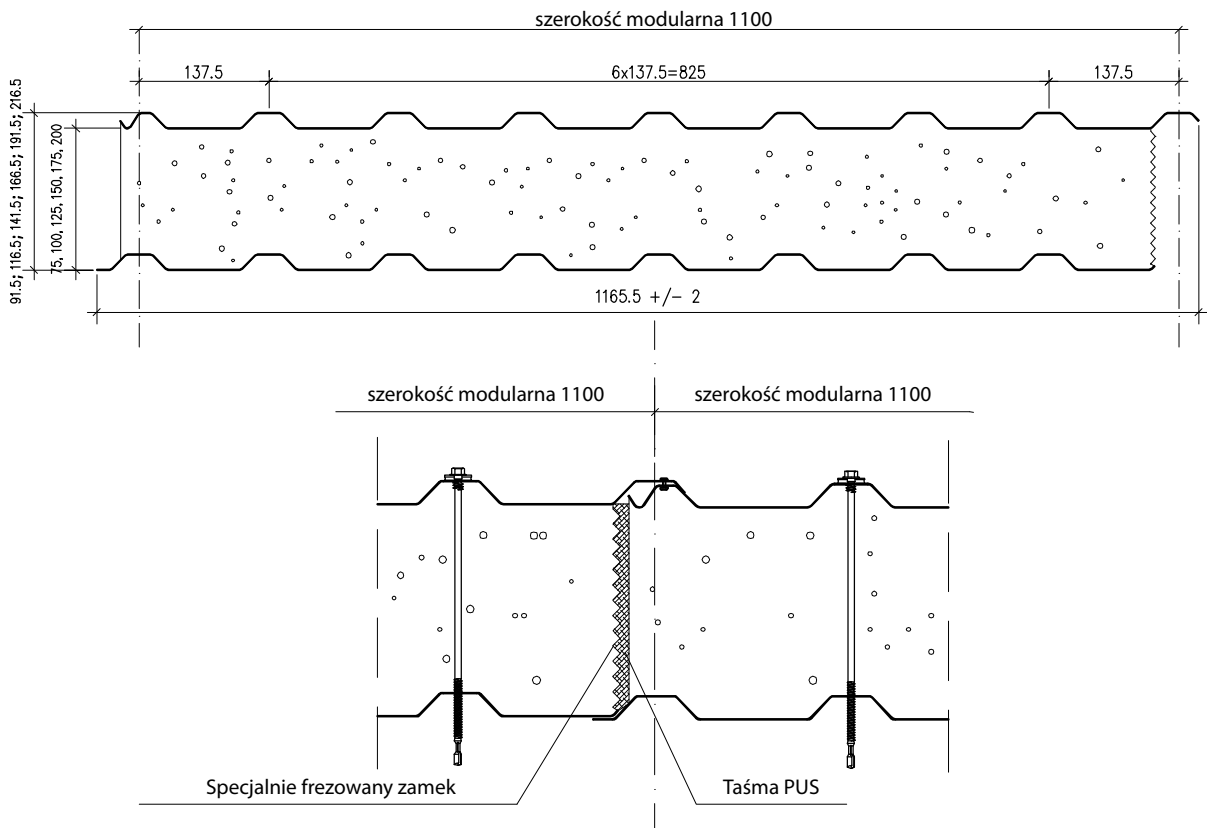 szerokość modularna 1100
137.5
6x137.5=825
137.5
91.5; 116.5; 141.5; 166.5; 191.5; 216.5
75, 100, 125, 150, 175, 200
1165.5 +/- 2
szerokość modularna 1100
szerokość modularna 1100
Specjalnie frezowany zamek
Taśma PUS